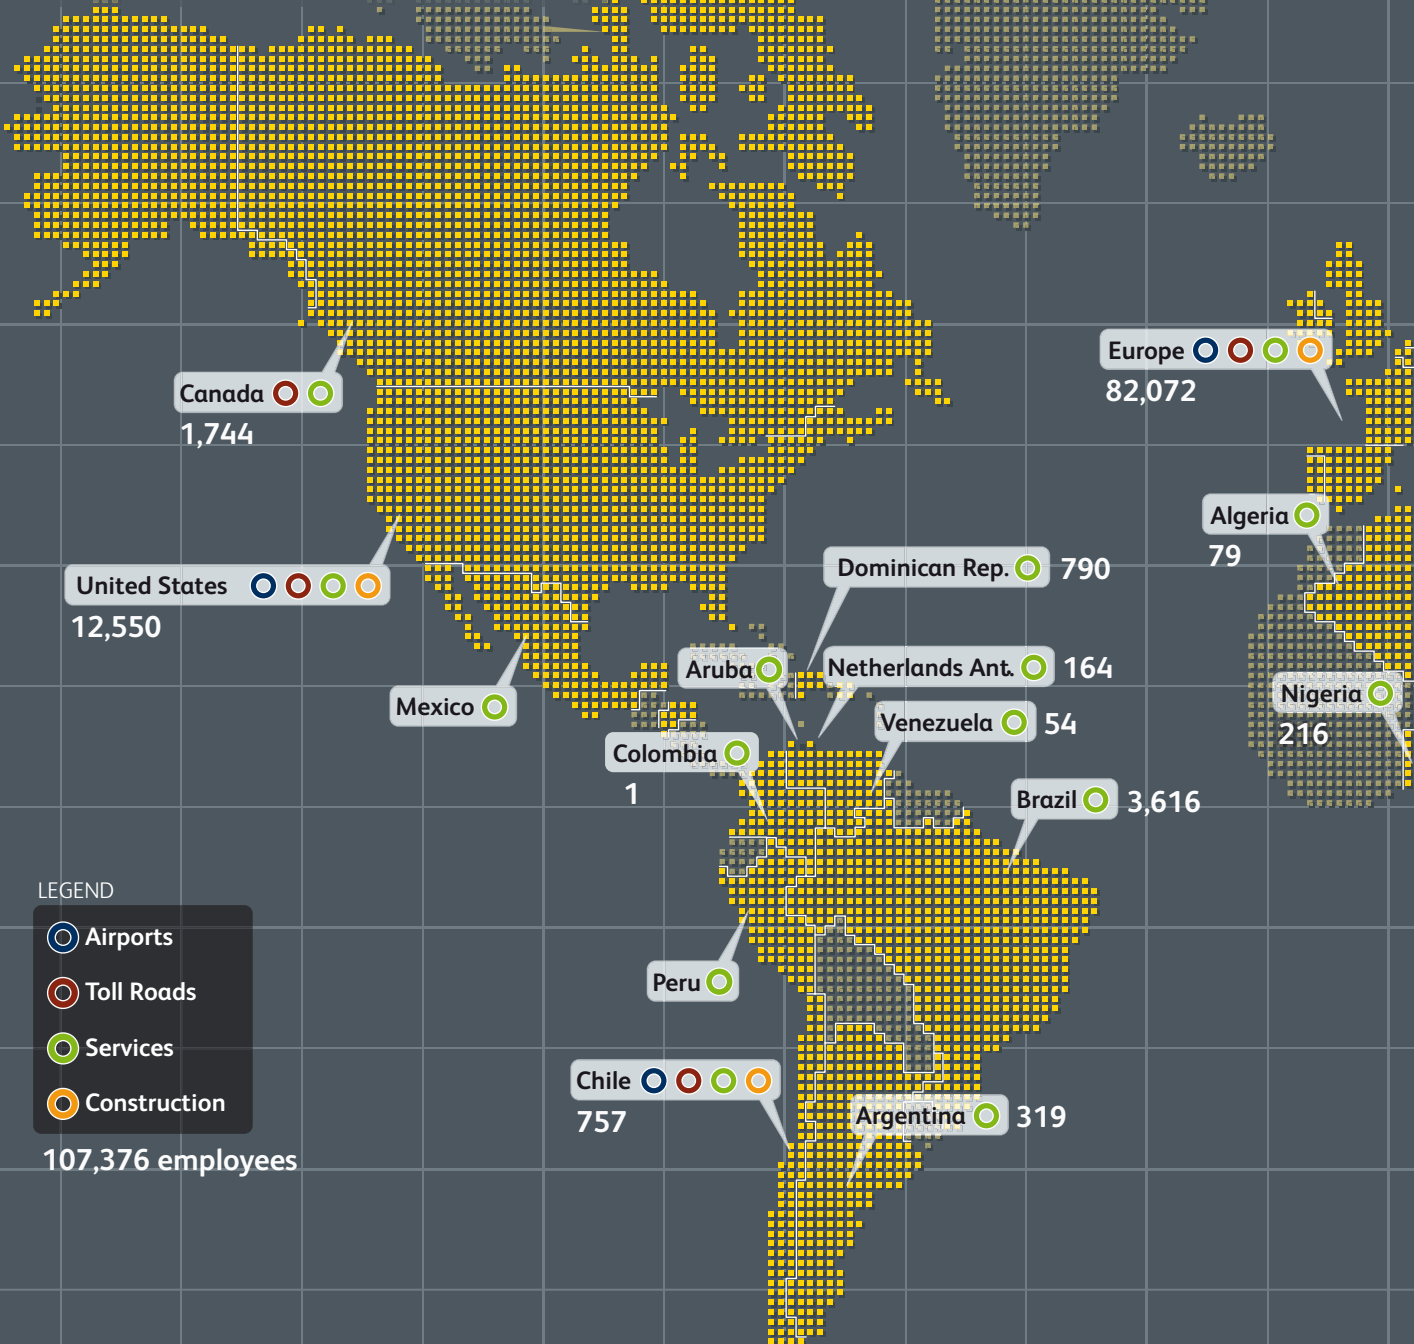 Europe
82,072
Canada
1,744
Algeria
79
United States
12,550
Dominican Rep. 790
Aruba
Netherlands Ant. 164
Nigeria
216
Mexico
Venezuela 54
Colombia
1
Brazil 3,616
LEGEND
Airports
Toll Roads
Services
Construction
107,376 employees
Peru
Chile
757
Argentina 319